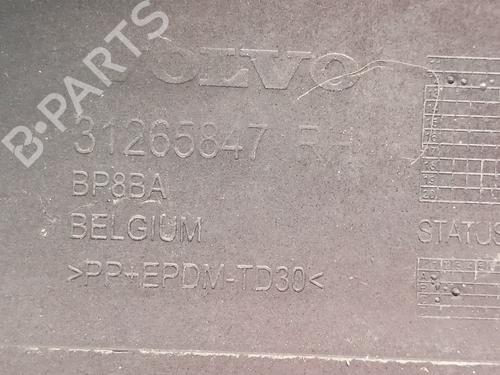 B-PARTS
VOLVO
31265847 RH
BP8BA
BELGIUM
STATUS
>PP+EPDM-TD30<